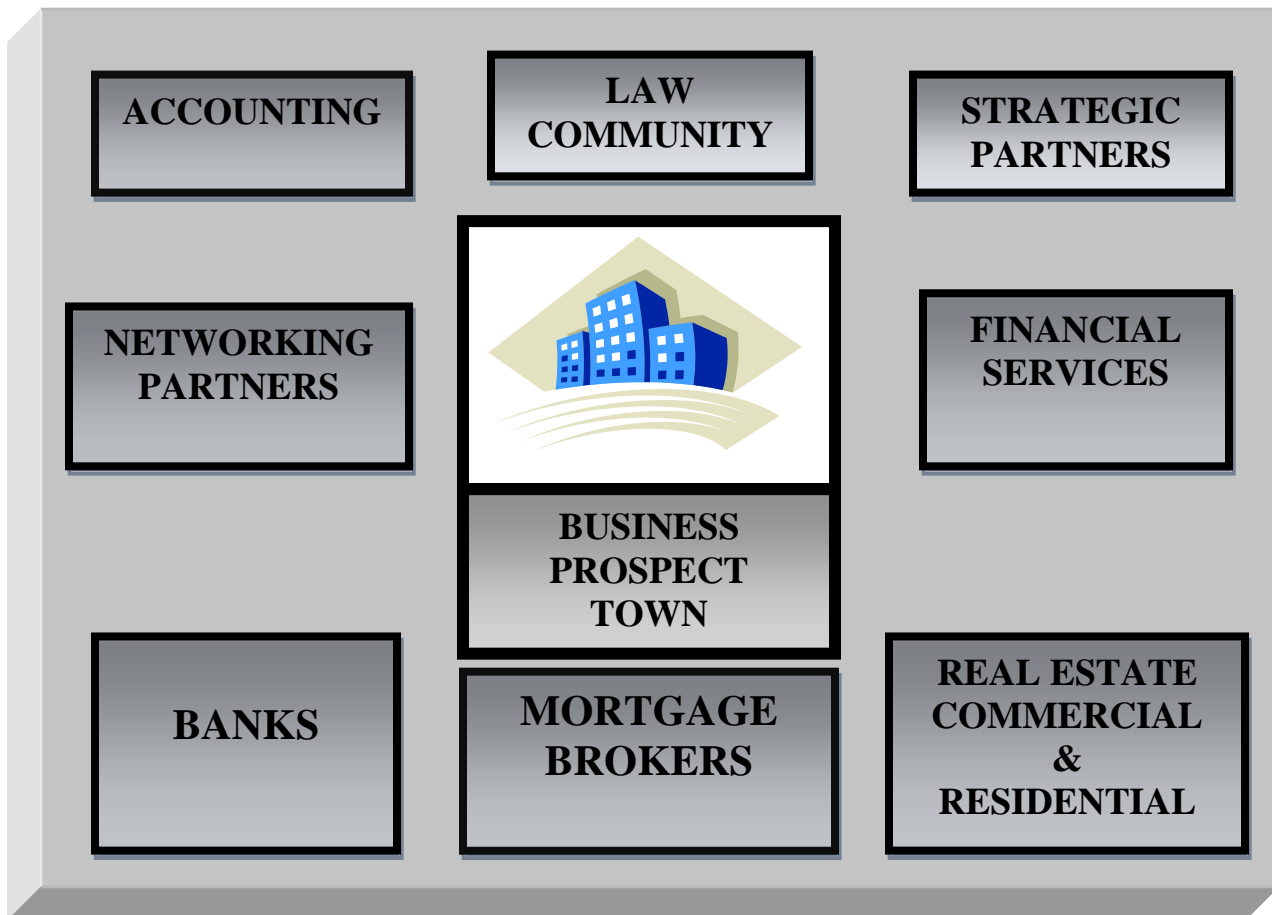 ACCOUNTING
LAW
COMMUNITY
STRATEGIC
PARTNERS
NETWORKING
PARTNERS
FINANCIAL
SERVICES
BUSINESS
PROSPECT
TOWN
BANKS
MORTGAGE
BROKERS
REAL ESTATE
COMMERCIAL
&
RESIDENTIAL